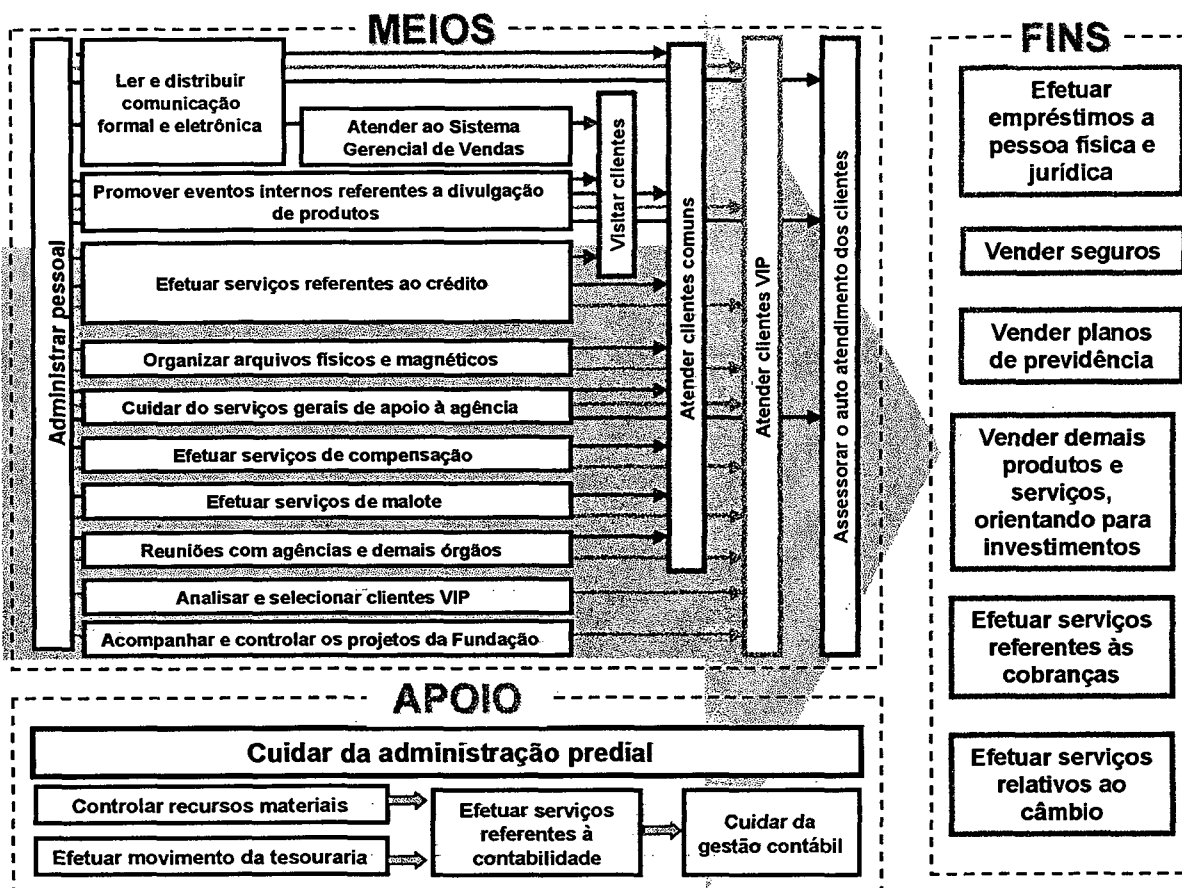 MEIOS
Administrar pessoal
Ler e distribuir
comunicação
formal e eletrônica
Atender ao Sistema
Gerencial de Vendas
Promover eventos internos referentes a divulgação
de produtos
Efetuar serviços referentes ao crédito
Organizar arquivos físicos e magnéticos
Cuidar do serviços gerais de apoio à agência
Efetuar serviços de compensação
Efetuar serviços de malote
Reuniões com agências e demais órgãos
Analisar e selecionar clientes VIP
Acompanhar e controlar os projetos da Fundação
Visitar clientes
Atender clientes comuns
Atender clientes VIP
Assessorar o auto atendimento dos clientes
FINS
Efetuar
empréstimos a
pessoa física e
jurídica
Vender seguros
Vender planos
de previdência
Vender demais
produtos e
serviços,
orientando para
investimentos
Efetuar serviços
referentes às
cobranças
Efetuar serviços
relativos ao
câmbio
APOIO
Cuidar da administração predial
Controlar recursos materiais
Efetuar movimento da tesouraria
Efetuar serviços
referentes à
contabilidade
Cuidar da
gestão contábil